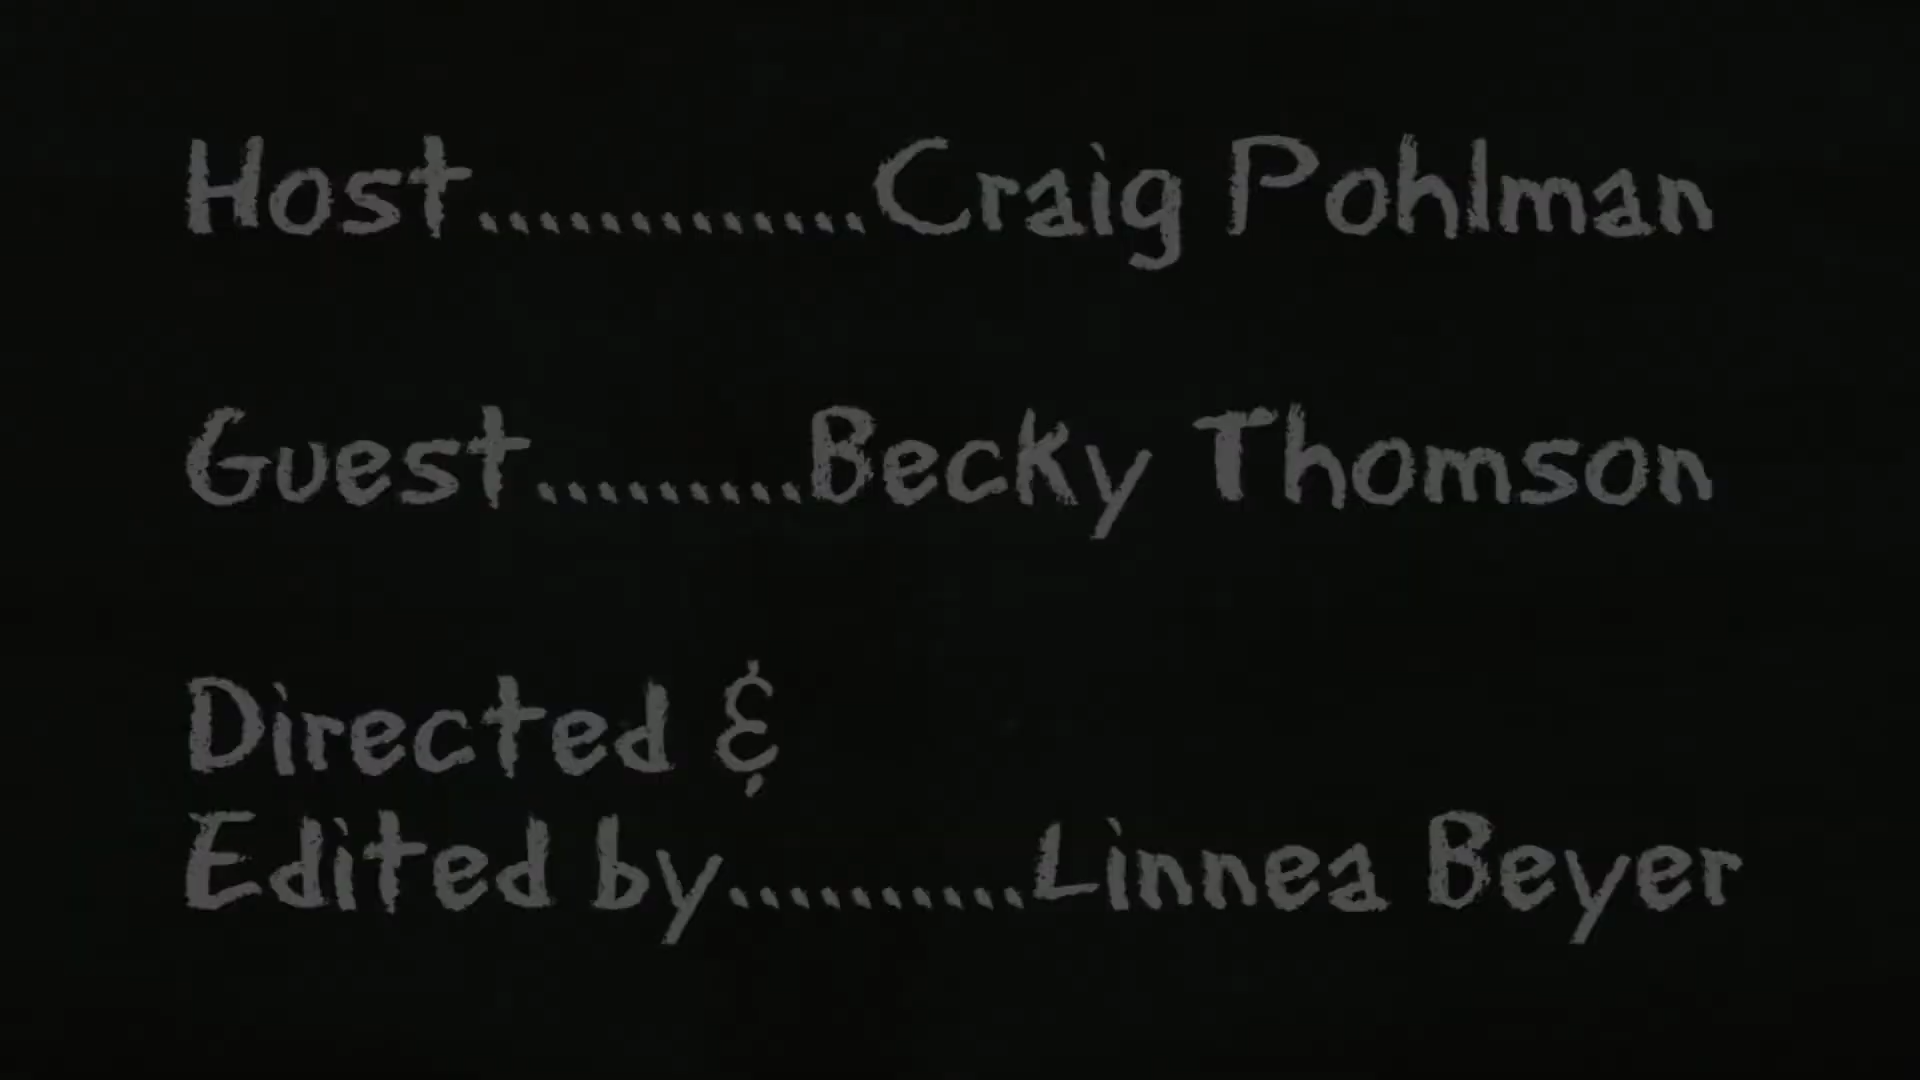 Host.............Craig Pohlman
Guest.........Becky Thomson
Directed &
Edited by..........Linnea Beyer